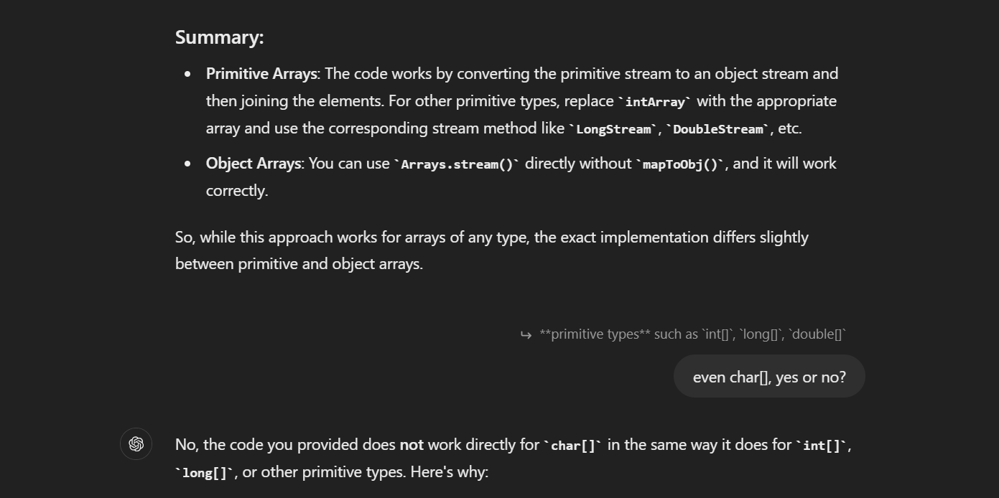 Summary:
• Primitive Arrays: The code works by converting the primitive stream to an object stream and
then joining the elements. For other primitive types, replace `intArray` with the appropriate
array and use the corresponding stream method like `LongStream`, `DoubleStream`, etc.
• Object Arrays: You can use `Arrays.stream()` directly without `mapToObj()`, and it will work
correctly.
So, while this approach works for arrays of any type, the exact implementation differs slightly
between primitive and object arrays.
↪ **primitive types** such as `int[]`, `long[]`, `double[]`
even char[], yes or no?
No, the code you provided does not work directly for `char[]` in the same way it does for `int[]`,
`long[]`, or other primitive types. Here's why: